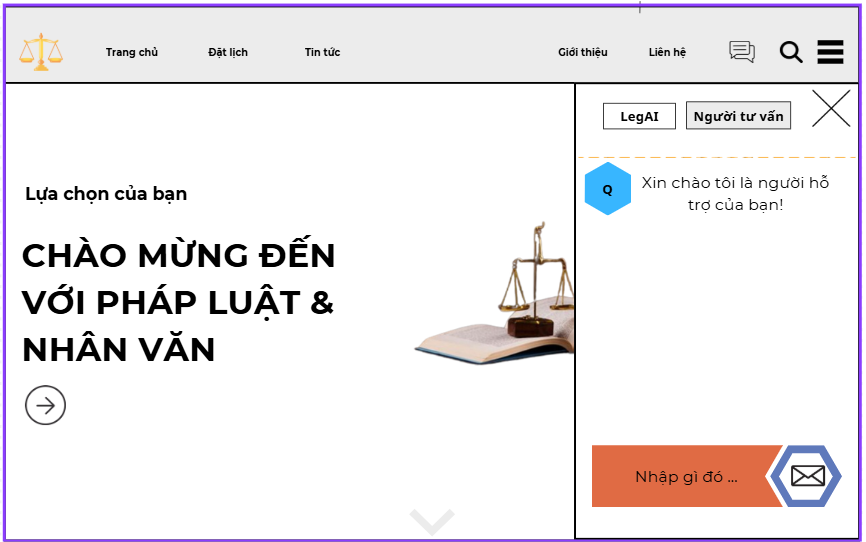 Trang chủ
Đặt lịch
Tin tức
Giới thiệu
Liên hệ
LegAI
Người tư vấn
Q
Xin chào tôi là người hỗ
trợ của bạn!
Lựa chọn của bạn
CHÀO MỪNG ĐẾN
VỚI PHÁP LUẬT &
NHÂN VĂN
Nhập gì đó ...